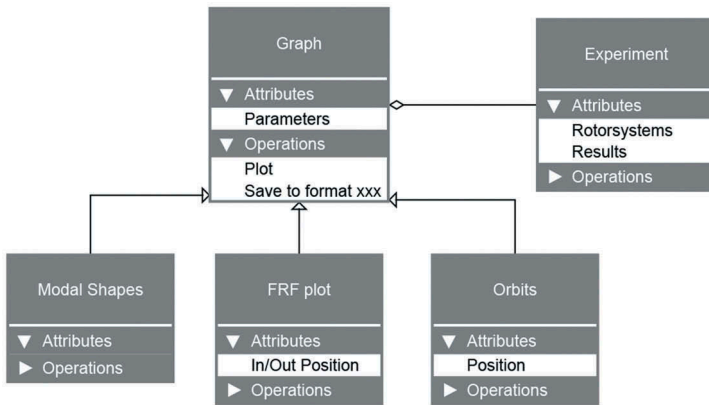 Graph
Attributes
Parameters
Operations
Plot
Save to format xxx
Experiment
Attributes
Rotorsystems
Results
Operations
Modal Shapes
Attributes
Operations
FRF plot
Attributes
In/Out Position
Operations
Orbits
Attributes
Position
Operations